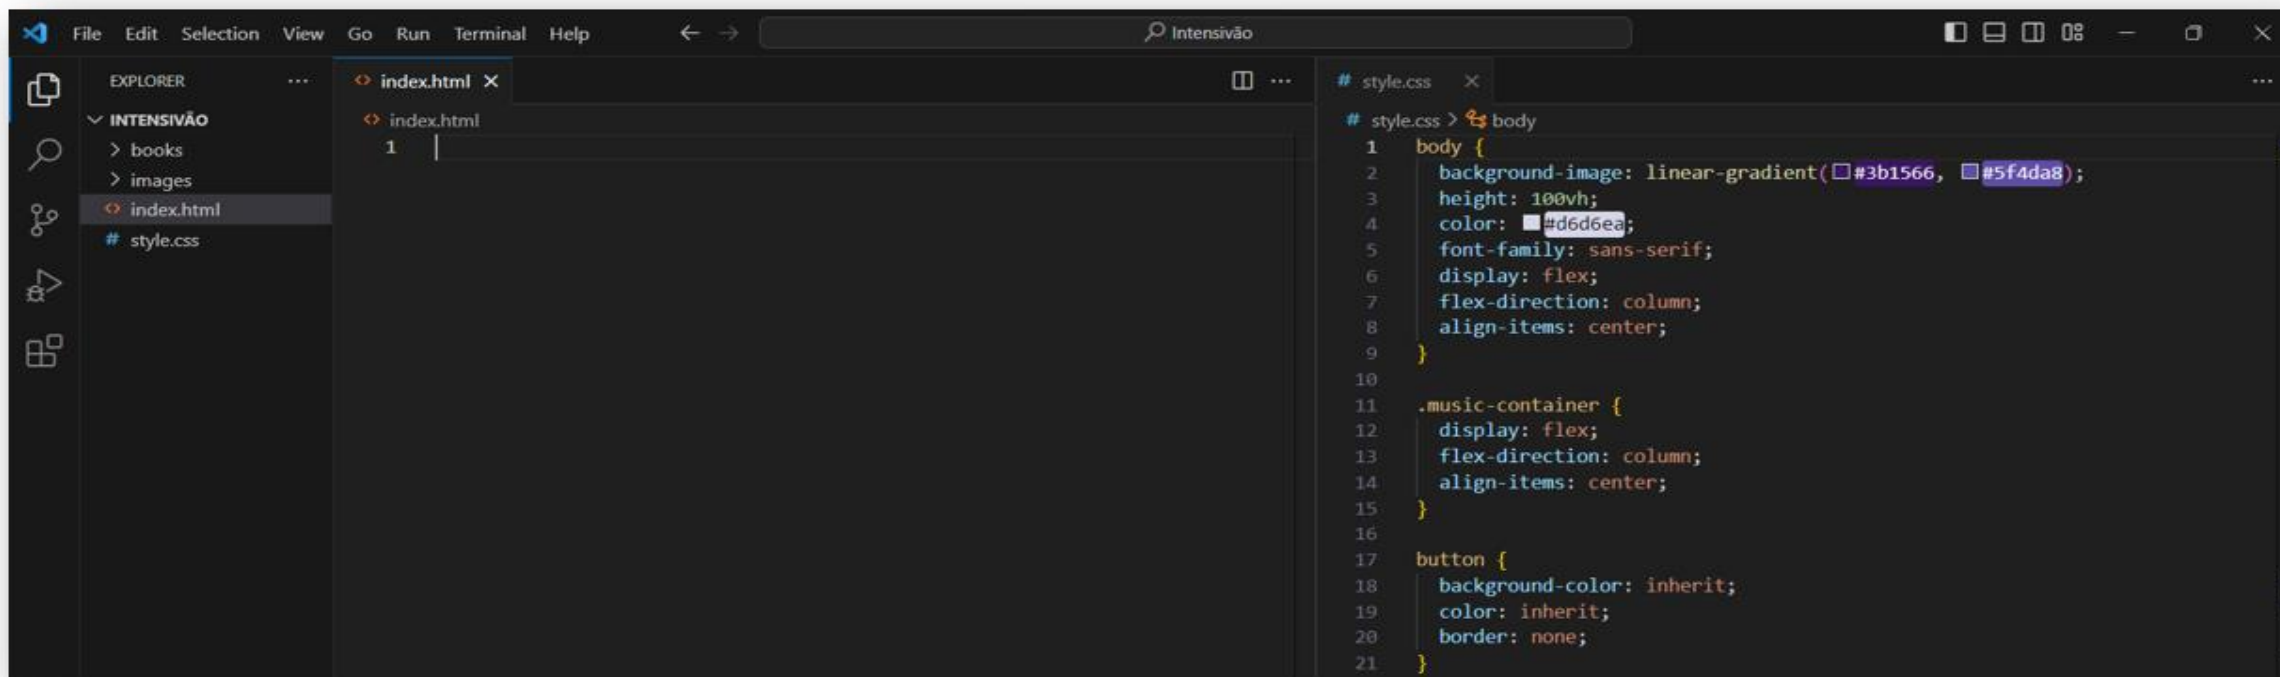 File Edit Selection View Go Run Terminal Help Intensivão
EXPLORER ...
INTENSIVÃO
books
images
index.html
style.css
index.html
index.html
1
style.css
style.css > body
1 body {
2 background-image: linear-gradient(#3b1566, #5f4da8);
3 height: 100vh;
4 color: #d6d6ea;
5 font-family: sans-serif;
6 display: flex;
7 flex-direction: column;
8 align-items: center;
9 }
10
11 .music-container {
12 display: flex;
13 flex-direction: column;
14 align-items: center;
15 }
16
17 button {
18 background-color: inherit;
19 color: inherit;
20 border: none;
21 }